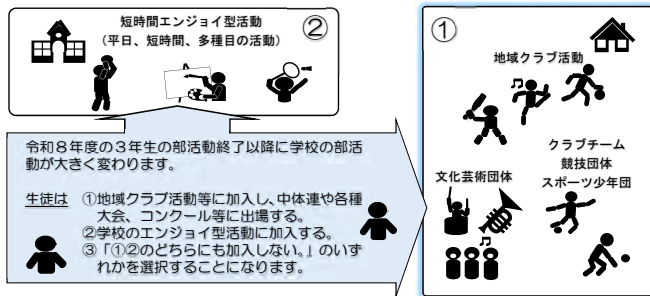 短時間エンジョイ型活動
（平日、短時間、多種目の活動）
②
①
地域クラブ活動
クラブチーム
競技団体
スポーツ少年団
文化芸術団体
令和８年度の３年生の部活動終了以降に学校の部活
動が大きく変わります。
生徒は ①地域クラブ活動等に加入し、中体連や各種
大会、コンクール等に出場する。
②学校のエンジョイ型活動に加入する。
③「①②のどちらにも加入しない。」のいず
れかを選択することになります。